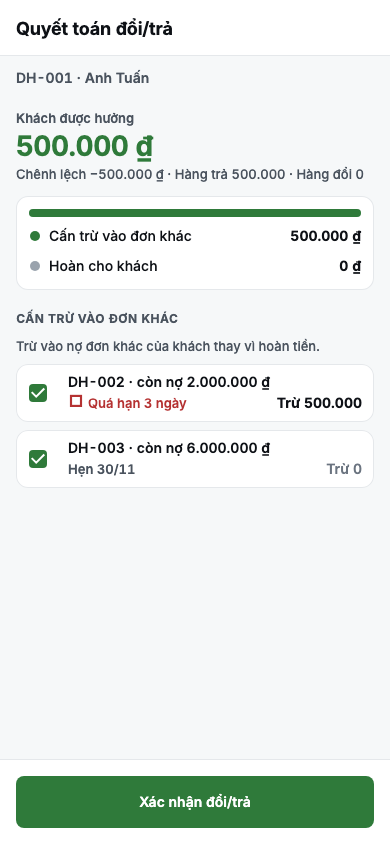 Quyết toán đổi/trả
DH-001 · Anh Tuấn
Khách được hưởng
500.000 ₫
Chênh lệch −500.000 ₫ · Hàng trả 500.000 · Hàng đổi 0
Cấn trừ vào đơn khác 500.000 ₫
Hoàn cho khách 0 ₫
CẤN TRỪ VÀO ĐƠN KHÁC
Trừ vào nợ đơn khác của khách thay vì hoàn tiền.
DH-002 · còn nợ 2.000.000 ₫
Quá hạn 3 ngày Trừ 500.000
DH-003 · còn nợ 6.000.000 ₫
Hẹn 30/11 Trừ 0
Xác nhận đổi/trả